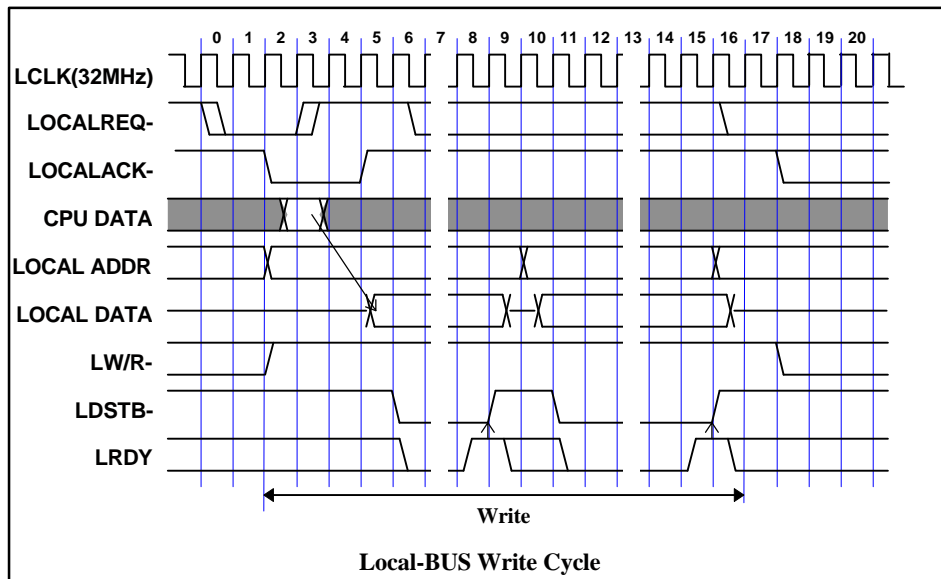 0 1 2 3 4 5 6 7 8 9 10 11 12 13 14 15 16 17 18 19 20
LCLK(32MHz)
LOCALREQ-
LOCALACK-
CPU DATA
LOCAL ADDR
LOCAL DATA
LW/R-
LDSTB-
LRDY
Write
Local-BUS Write Cycle